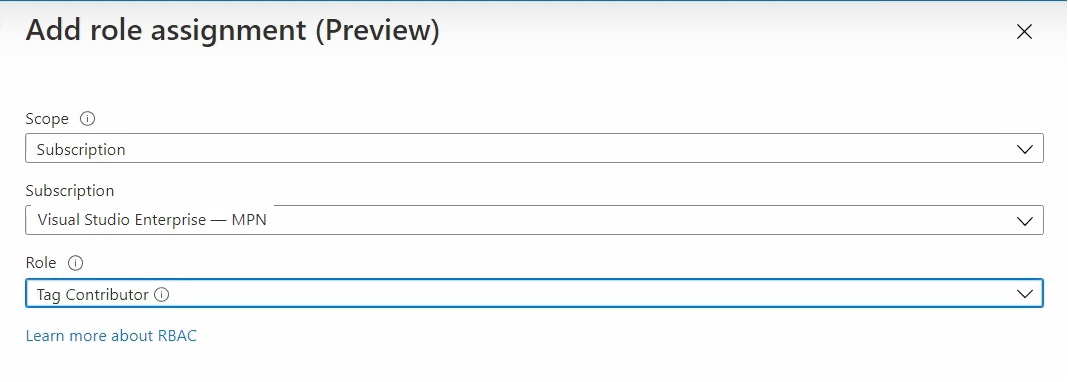 Add role assignment (Preview)
Scope
Subscription
Subscription
Visual Studio Enterprise — MPN
Role
Tag Contributor
Learn more about RBAC